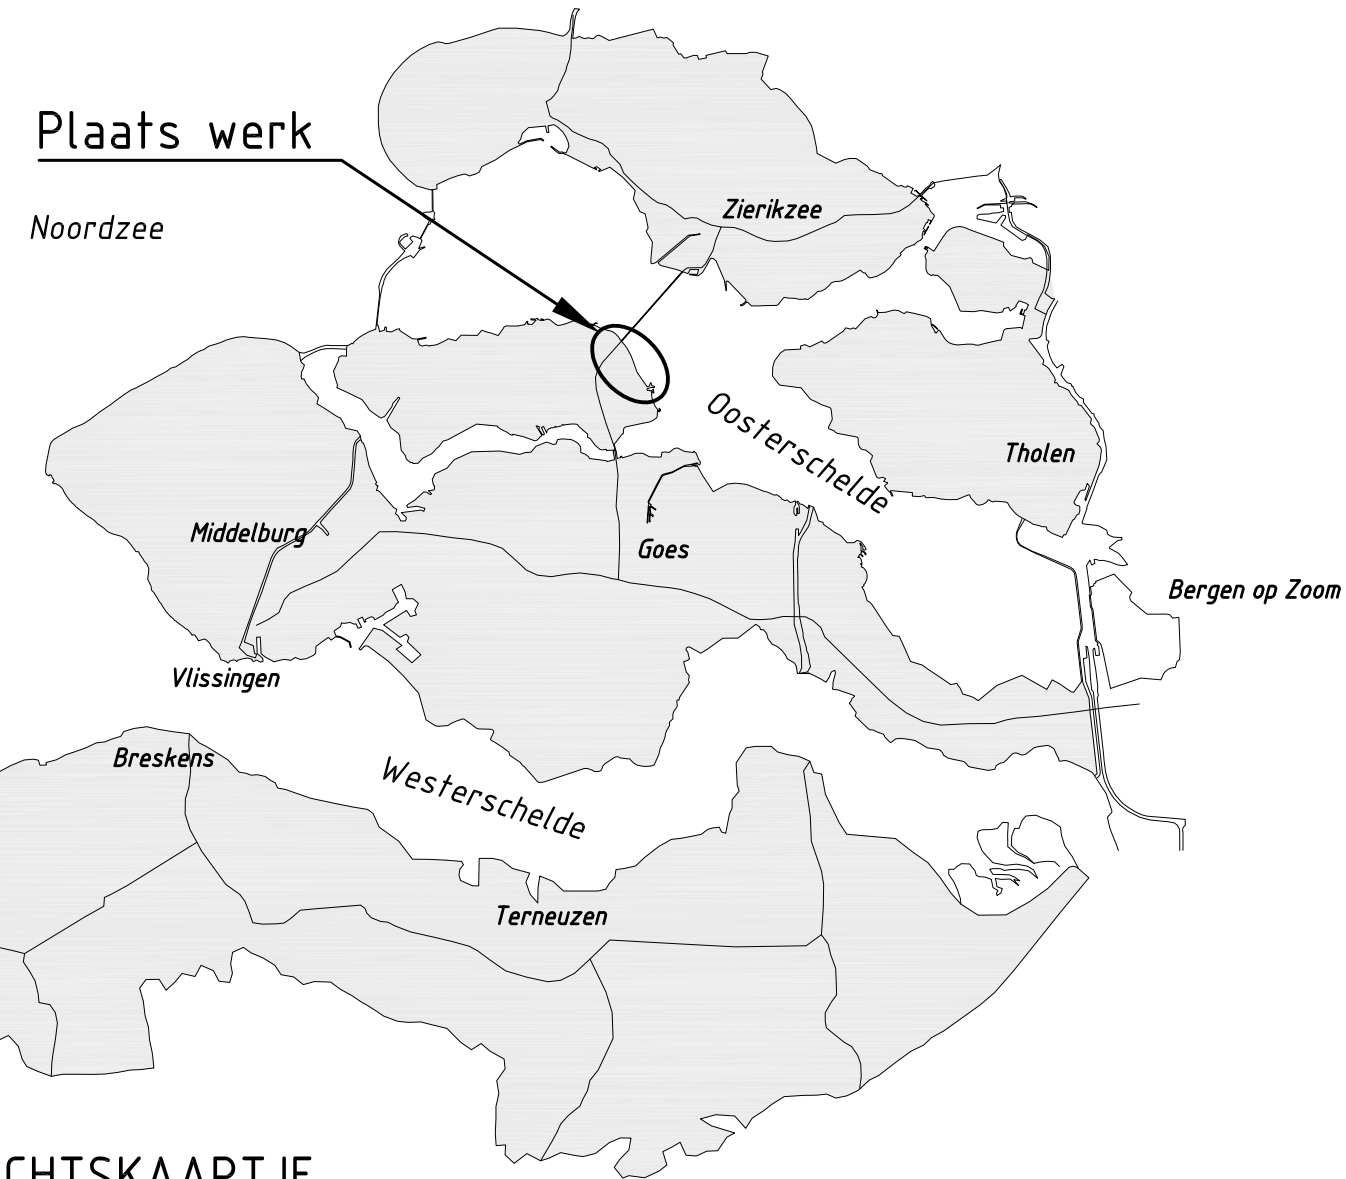 Plaats werk
Noordzee
Zierikzee
Oosterschelde
Tholen
Middelburg
Goes
Bergen op Zoom
Vlissingen
Breskens
Westerschelde
Terneuzen